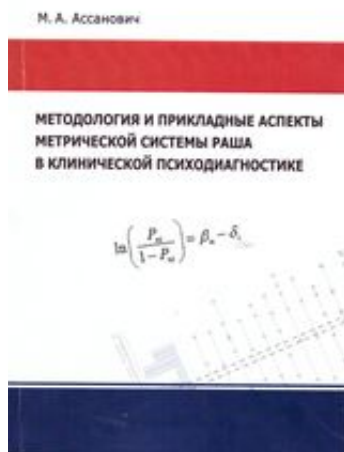 М. А. Ассанович
МЕТОДОЛОГИЯ И ПРИКЛАДНЫЕ АСПЕКТЫ
МЕТРИЧЕСКОЙ СИСТЕМЫ РАША
В КЛИНИЧЕСКОЙ ПСИХОДИАГНОСТИКЕ
ln(Pni / 1 − Pni) = βn − δi